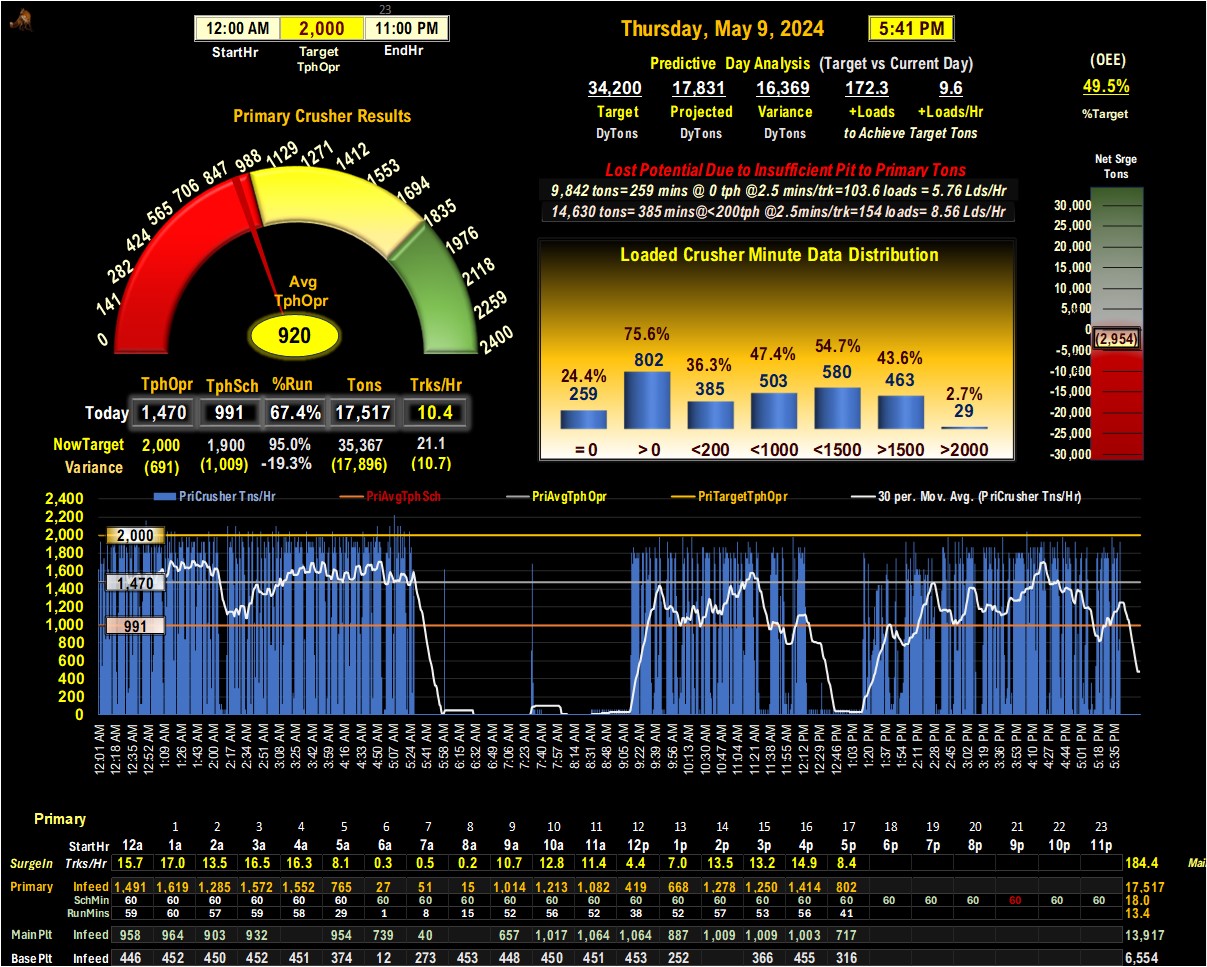 23
12:00 AM 2,000 11:00 PM
StartHr Target TphOpr EndHr
Thursday, May 9, 2024 5:41 PM
Predictive Day Analysis (Target vs Current Day)
34,200 17,831 16,369 172.3 9.6
Target Projected Variance +Loads +Loads/Hr
DyTons DyTons DyTons to Achieve Target Tons
(OEE)
49.5%
%Target
Primary Crusher Results
0 141 282 424 565 706 847 988 1129 1271 1412 1553 1694 1835 1976 2118 2259 2400
Avg
TphOpr
920
Lost Potential Due to Insufficient Pit to Primary Tons
9,842 tons=259 mins @ 0 tph @2.5 mins/trk=103.6 loads = 5.76 Lds/Hr
14,630 tons= 385 mins@<200tph @2.5mins/trk=154 loads= 8.56 Lds/Hr
Net Srge
Tons
30,000
25,000
20,000
15,000
10,000
5,000
0
(2,954)
-5,000
-10,000
-15,000
-20,000
-25,000
-30,000
Loaded Crusher Minute Data Distribution
24.4% 75.6% 36.3% 47.4% 54.7% 43.6% 2.7%
259 802 385 503 580 463 29
= 0 > 0 <200 <1000 <1500 >1500 >2000
TphOpr TphSch %Run Tons Trks/Hr
Today 1,470 991 67.4% 17,517 10.4
NowTarget 2,000 1,900 95.0% 35,367 21.1
Variance (691) (1,009) -19.3% (17,896) (10.7)
PriCrusher Tns/Hr PriAvgTphSch PriAvgTphOpr PriTargetTphOpr 30 per. Mov. Avg. (PriCrusher Tns/Hr)
2,400
2,200
2,000 2,000
1,800
1,600
1,400 1,470
1,200
1,000 991
800
600
400
200
0
12:01 AM 12:18 AM 12:35 AM 12:52 AM 1:09 AM 1:26 AM 1:43 AM 2:00 AM 2:17 AM 2:34 AM 2:51 AM 3:08 AM 3:25 AM 3:42 AM 3:59 AM 4:16 AM 4:33 AM 4:50 AM 5:07 AM 5:24 AM 5:41 AM 5:58 AM 6:15 AM 6:32 AM 6:49 AM 7:06 AM 7:23 AM 7:40 AM 7:57 AM 8:14 AM 8:31 AM 8:48 AM 9:05 AM 9:22 AM 9:39 AM 9:56 AM 10:13 AM 10:30 AM 10:47 AM 11:04 AM 11:21 AM 11:38 AM 11:55 AM 12:12 PM 12:29 PM 12:46 PM 1:03 PM 1:20 PM 1:37 PM 1:54 PM 2:11 PM 2:28 PM 2:45 PM 3:02 PM 3:19 PM 3:36 PM 3:53 PM 4:10 PM 4:27 PM 4:44 PM 5:01 PM 5:18 PM 5:35 PM
Primary
1 2 3 4 5 6 7 8 9 10 11 12 13 14 15 16 17 18 19 20 21 22 23
StartHr 12a 1a 2a 3a 4a 5a 6a 7a 8a 9a 10a 11a 12p 1p 2p 3p 4p 5p 6p 7p 8p 9p 10p 11p
SurgeIn Trks/Hr 15.7 17.0 13.5 16.5 16.3 8.1 0.3 0.5 0.2 10.7 12.8 11.4 4.4 7.0 13.5 13.2 14.9 8.4 184.4
Primary Infeed 1,491 1,619 1,285 1,572 1,552 765 27 51 15 1,014 1,213 1,082 419 668 1,278 1,250 1,414 802 17,517
SchMin 60 60 60 60 60 60 60 60 60 60 60 60 60 60 60 60 60 60 60 60 60 60 60 60 18.0
RunMins 59 60 57 59 58 29 1 8 15 52 56 52 38 52 57 53 56 41 13.4
MainPlt Infeed 958 964 903 932 954 739 40 657 1,017 1,064 1,064 887 1,009 1,009 1,003 717 13,917
BasePlt Infeed 446 452 450 452 451 374 12 273 453 448 450 451 453 252 366 455 316 6,554